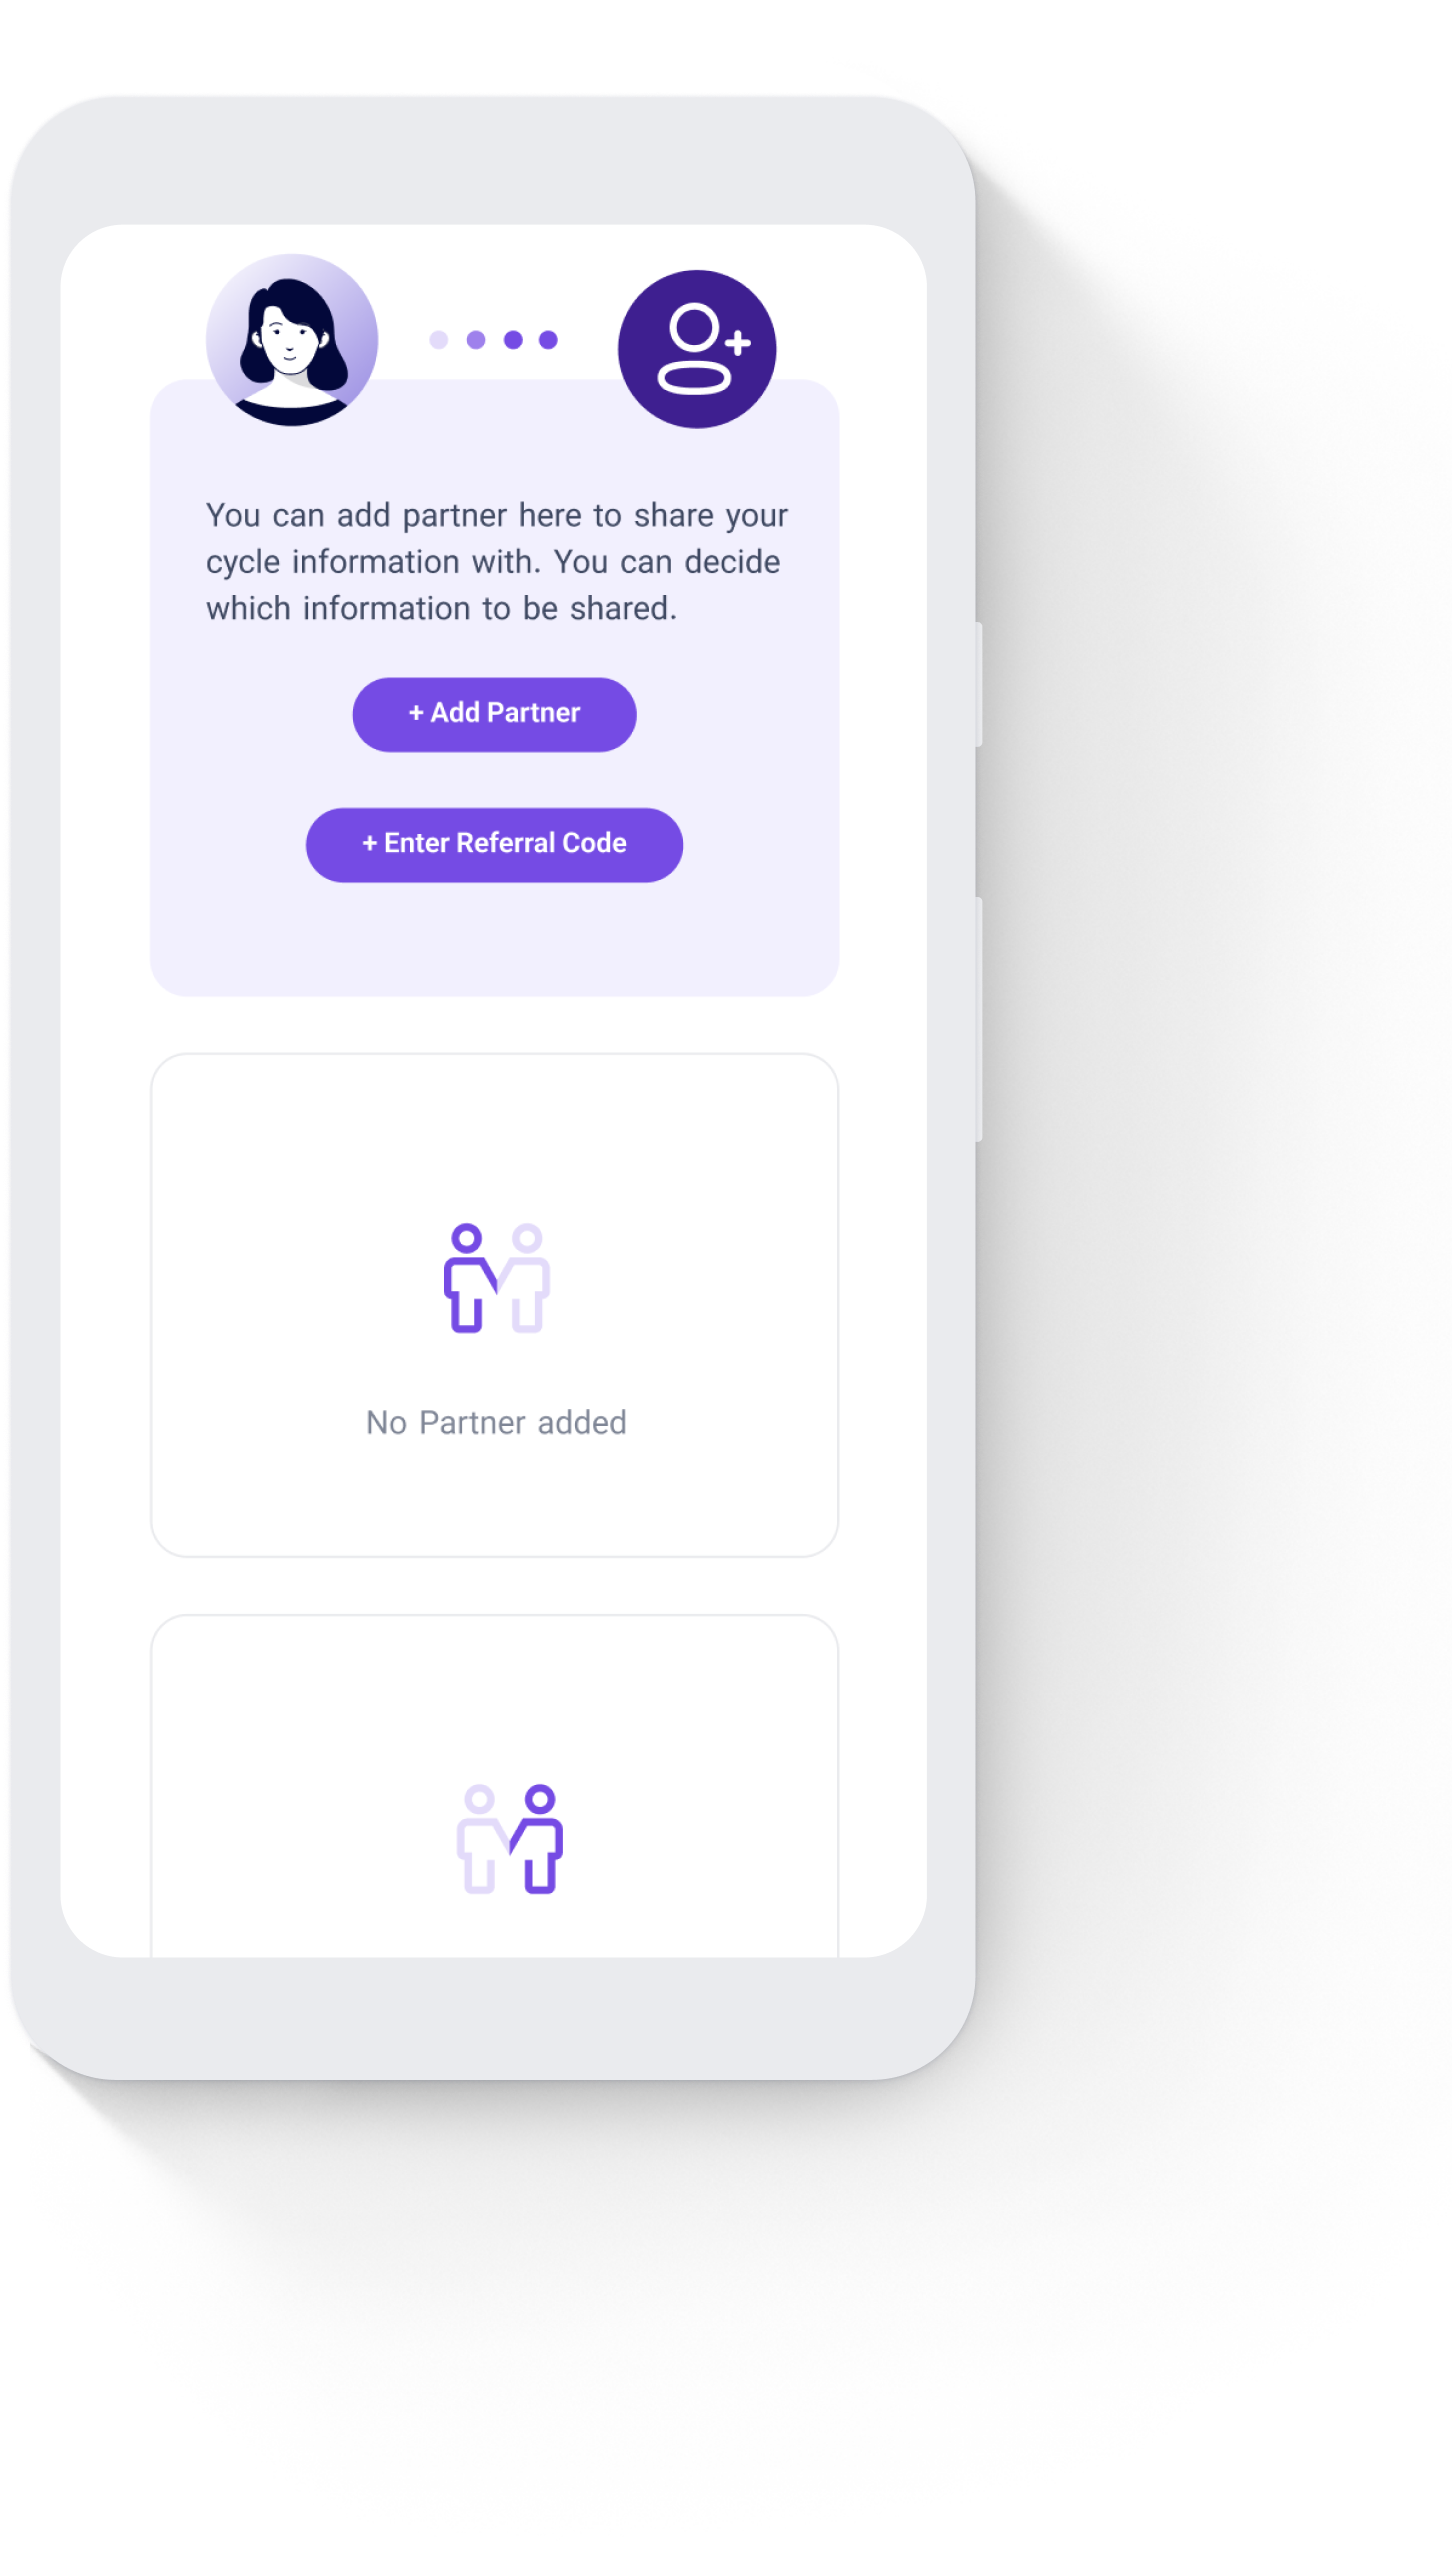 You can add partner here to share your
cycle information with. You can decide
which information to be shared.
+ Add Partner
+ Enter Referral Code
No Partner added